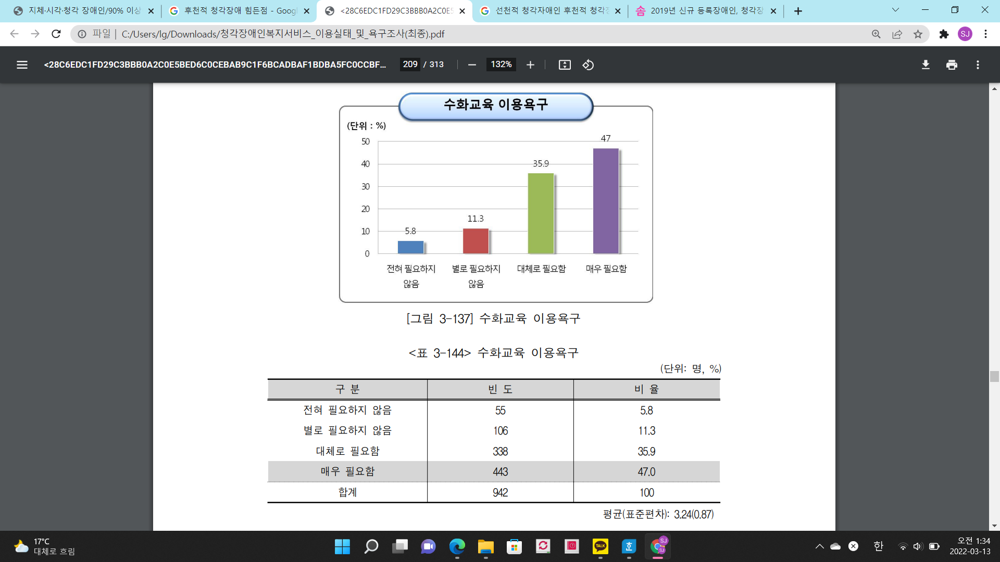 지체·시각·청각 장애인/90% 이상
후천적 청각장애 힘든점 - Googl
<28C6EDC1FD29C3BBB0A2C0E5
선천적 청각자애인 후천적 청각
2019년 신규 등록장애인, 청각장
파일 | C:/Users/lg/Downloads/청각장애인복지서비스_이용실태_및_욕구조사(최종).pdf
SJ
<28C6EDC1FD29C3BBB0A2C0E5BED6C0CEBAB9C1F6BCADBAF1BDBA5FC0CCBF...
209 / 313
132%
수화교육 이용욕구
(단위 : %)
50
40
30
20
10
0
5.8
11.3
35.9
47
전혀 필요하지 않음
별로 필요하지 않음
대체로 필요함
매우 필요함
[그림 3-137] 수화교육 이용욕구
<표 3-144> 수화교육 이용욕구
(단위: 명, %)
구 분 빈 도 비 율
전혀 필요하지 않음 55 5.8
별로 필요하지 않음 106 11.3
대체로 필요함 338 35.9
매우 필요함 443 47.0
합계 942 100
평균(표준편차): 3.24(0.87)
17°C
대체로 흐림
TALK
호
SJ
SJ
한
오전 1:34
2022-03-13